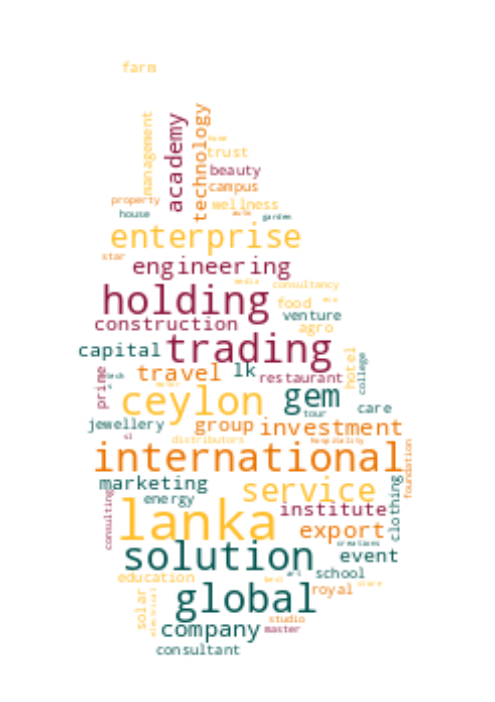 farm
management
academy
technology
trust
beauty
campus
property
wellness
house
garden
enterprise
star
engineering
consultancy
holding
food
venture
construction
agro
capital
trading
hotel
college
travel
lk
restaurant
prime
tech
ceylon
gem
tour
care
jewellery
group
investment
distributors
hospitality
international
foundation
marketing
service
energy
institute
clothing
consulting
lanka
export
solution
creations
event
education
school
solar
electrical
global
royal
store
studio
company
master
consultant